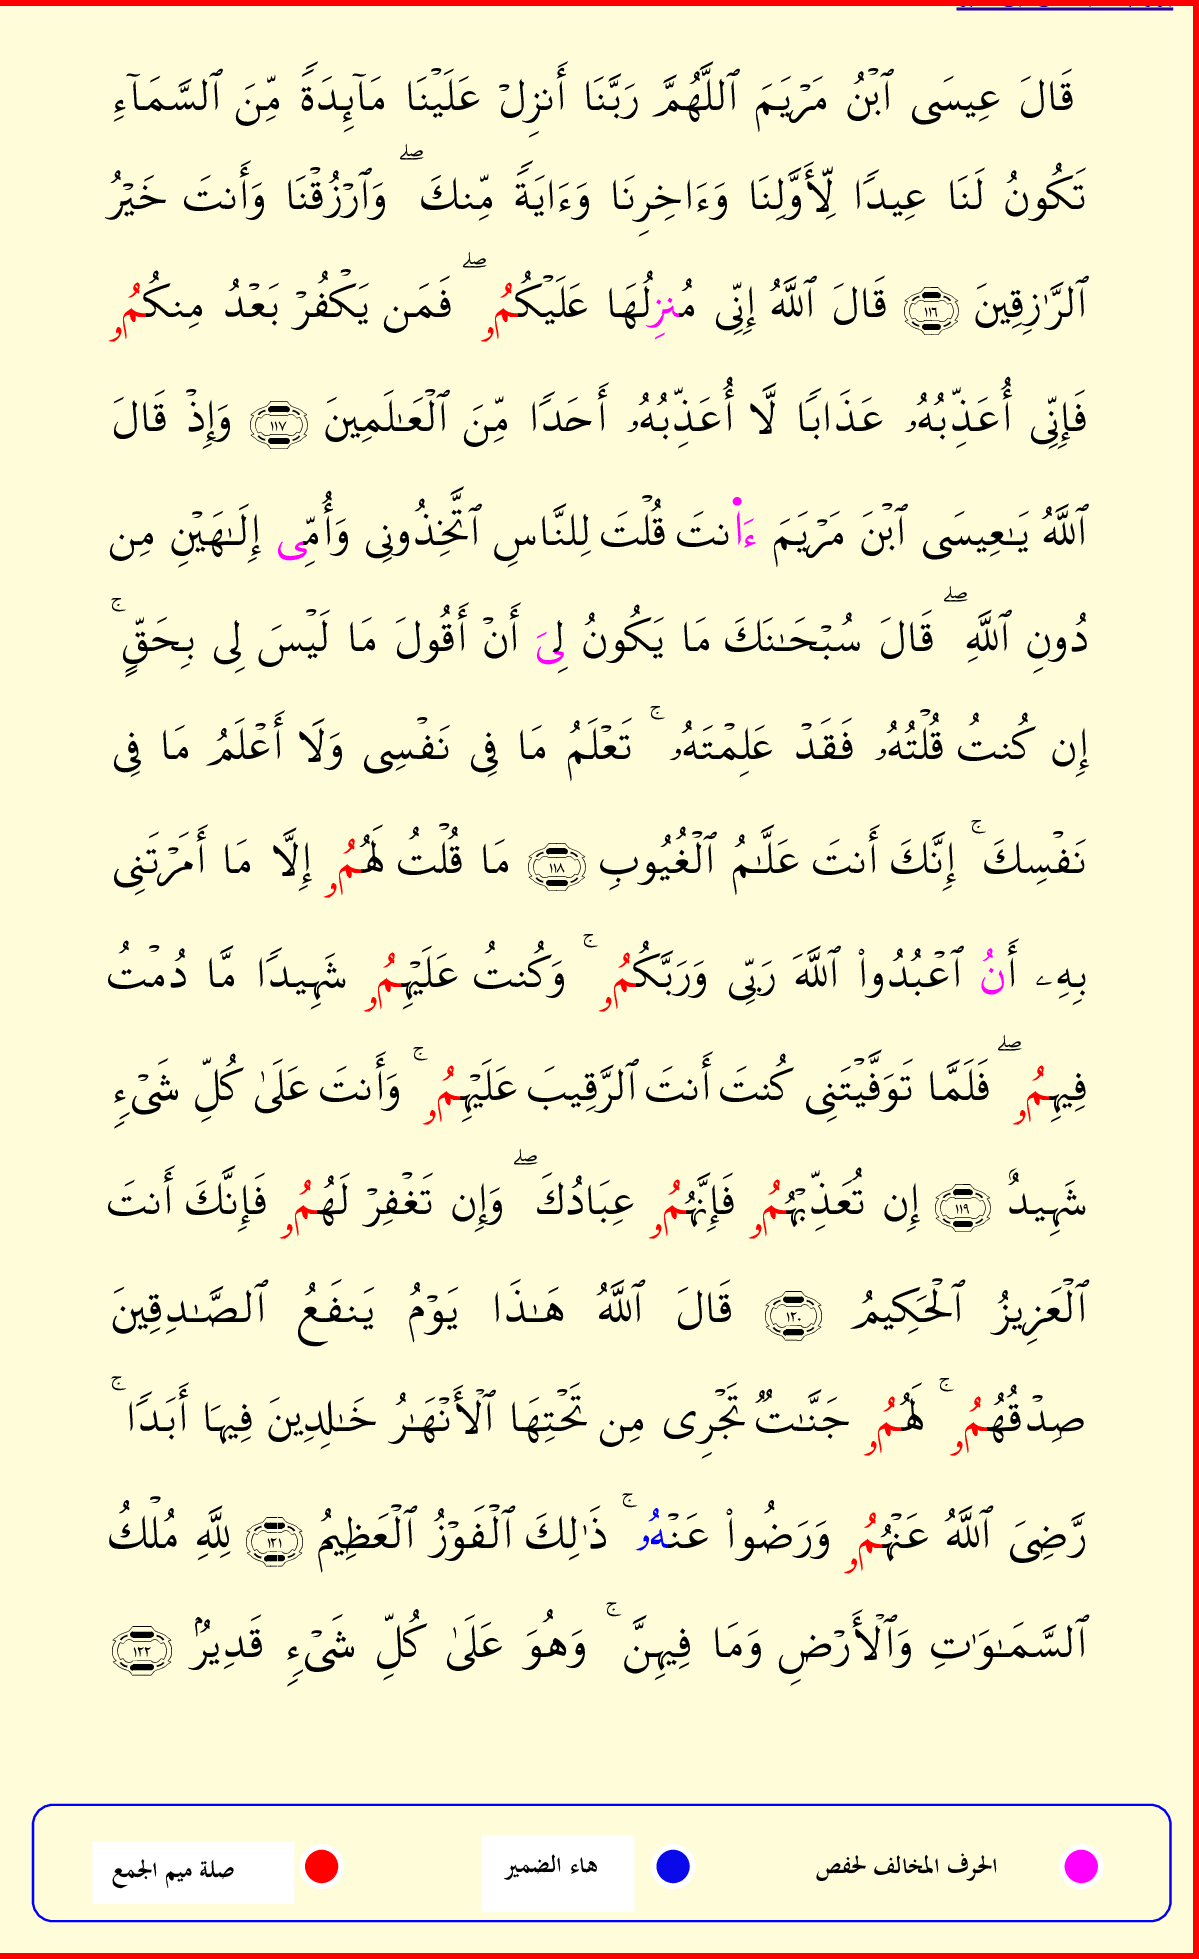 قَالَ عِيسَى ٱبۡنُ مَرۡيَمَ ٱللَّهُمَّ رَبَّنَا أَنزِلۡ عَلَيۡنَا مَآئِدَةٗ مِّنَ ٱلسَّمَآءِ
تَكُونُ لَنَا عِيدٗا لِّأَوَّلِنَا وَءَاخِرِنَا وَءَايَةٗ مِّنكَۖ وَٱرۡزُقۡنَا وَأَنتَ خَيۡرُ
ٱلرَّٰزِقِينَ ١١٦ قَالَ ٱللَّهُ إِنِّي مُنزِلُهَا عَلَيۡكُمُۥۖ فَمَن يَكۡفُرۡ بَعۡدُ مِنكُمُۥ
فَإِنِّيٓ أُعَذِّبُهُۥ عَذَابٗا لَّآ أُعَذِّبُهُۥٓ أَحَدٗا مِّنَ ٱلۡعَٰلَمِينَ ١١٧ وَإِذۡ قَالَ
ٱللَّهُ يَٰعِيسَى ٱبۡنَ مَرۡيَمَ ءَا۬نتَ قُلۡتَ لِلنَّاسِ ٱتَّخِذُونِي وَأُمِّي إِلَٰهَيۡنِ مِن
دُونِ ٱللَّهِۖ قَالَ سُبۡحَٰنَكَ مَا يَكُونُ لِيَ أَنۡ أَقُولَ مَا لَيۡسَ لِي بِحَقٍّۚ
إِن كُنتُ قُلۡتُهُۥ فَقَدۡ عَلِمۡتَهُۥۚ تَعۡلَمُ مَا فِي نَفۡسِي وَلَا أَعۡلَمُ مَا فِي
نَفۡسِكَۚ إِنَّكَ أَنتَ عَلَّٰمُ ٱلۡغُيُوبِ ١١٨ مَا قُلۡتُ لَهُمُۥ إِلَّا مَا أَمَرۡتَنِي
بِهِۦ أَنُ ٱعۡبُدُواْ ٱللَّهَ رَبِّي وَرَبَّكُمُۥۚ وَكُنتُ عَلَيۡهِمُۥ شَهِيدٗا مَّا دُمۡتُ
فِيهِمُۥۖ فَلَمَّا تَوَفَّيۡتَنِي كُنتَ أَنتَ ٱلرَّقِيبَ عَلَيۡهِمُۥۚ وَأَنتَ عَلَىٰ كُلِّ شَيۡءٖ
شَهِيدٌ ١١٩ إِن تُعَذِّبۡهُمُۥ فَإِنَّهُمُۥ عِبَادُكَۖ وَإِن تَغۡفِرۡ لَهُمُۥ فَإِنَّكَ أَنتَ
ٱلۡعَزِيزُ ٱلۡحَكِيمُ ١٢٠ قَالَ ٱللَّهُ هَٰذَا يَوۡمُ يَنفَعُ ٱلصَّٰدِقِينَ
صِدۡقُهُمُۥۚ لَهُمُۥ جَنَّٰتٞ تَجۡرِي مِن تَحۡتِهَا ٱلۡأَنۡهَٰرُ خَٰلِدِينَ فِيهَا أَبَدٗاۚ
رَّضِيَ ٱللَّهُ عَنۡهُمُۥ وَرَضُواْ عَنۡهُۥۚ ذَٰلِكَ ٱلۡفَوۡزُ ٱلۡعَظِيمُ ١٢١ لِلَّهِ مُلۡكُ
ٱلسَّمَٰوَٰتِ وَٱلۡأَرۡضِ وَمَا فِيهِنَّۚ وَهُوَ عَلَىٰ كُلِّ شَيۡءٖ قَدِيرُۢ ١٢٢
الحرف المخالف لحفص هاء الضمير صلة ميم الجمع